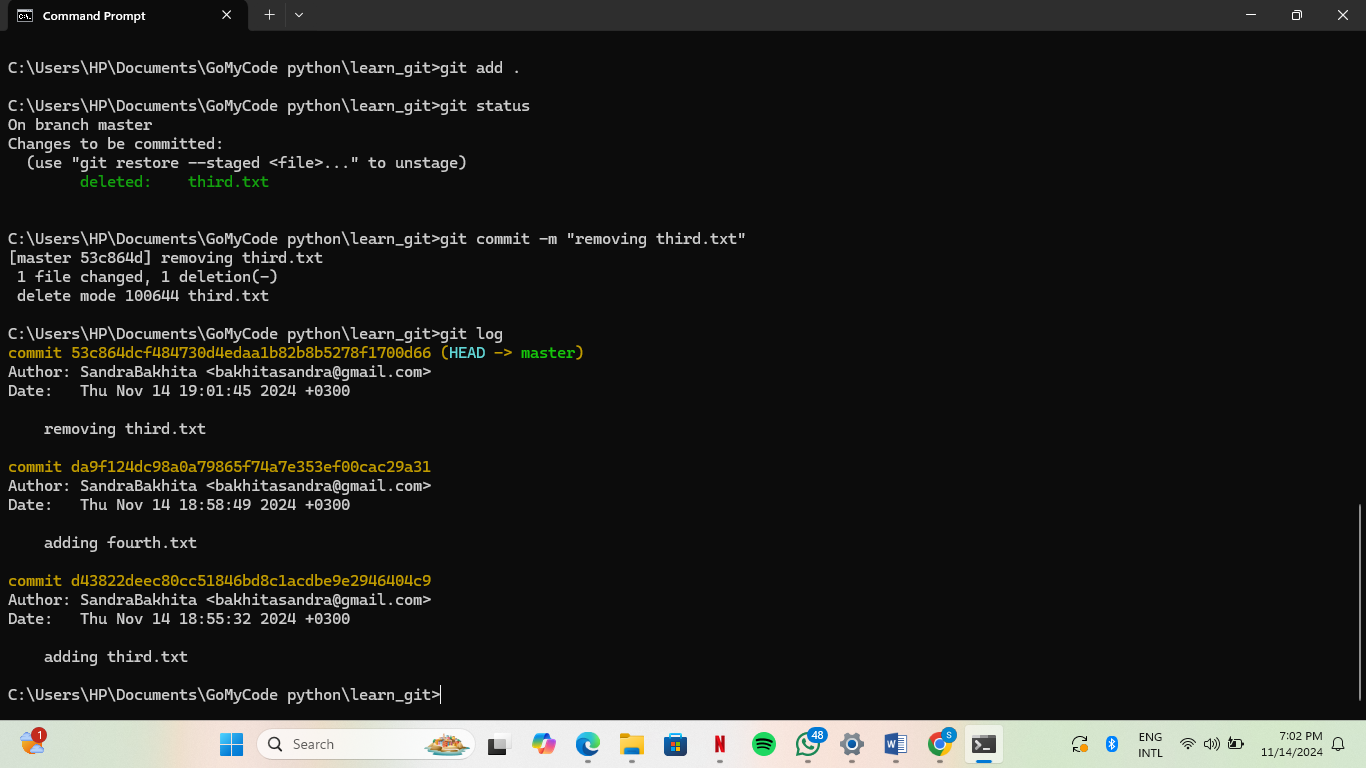 Command Prompt
C:\Users\HP\Documents\GoMyCode python\learn_git>git add .
C:\Users\HP\Documents\GoMyCode python\learn_git>git status
On branch master
Changes to be committed:
  (use "git restore --staged <file>..." to unstage)
        deleted:    third.txt
C:\Users\HP\Documents\GoMyCode python\learn_git>git commit -m "removing third.txt"
[master 53c864d] removing third.txt
 1 file changed, 1 deletion(-)
 delete mode 100644 third.txt
C:\Users\HP\Documents\GoMyCode python\learn_git>git log
commit 53c864dcf484730d4edaa1b82b8b5278f1700d66 (HEAD -> master)
Author: SandraBakhita <bakhitasandra@gmail.com>
Date:   Thu Nov 14 19:01:45 2024 +0300
    removing third.txt
commit da9f124dc98a0a79865f74a7e353ef00cac29a31
Author: SandraBakhita <bakhitasandra@gmail.com>
Date:   Thu Nov 14 18:58:49 2024 +0300
    adding fourth.txt
commit d43822deec80cc51846bd8c1acdbe9e2946404c9
Author: SandraBakhita <bakhitasandra@gmail.com>
Date:   Thu Nov 14 18:55:32 2024 +0300
    adding third.txt
C:\Users\HP\Documents\GoMyCode python\learn_git>
1
Search
N
48
W
S
ENG
INTL
7:02 PM
11/14/2024